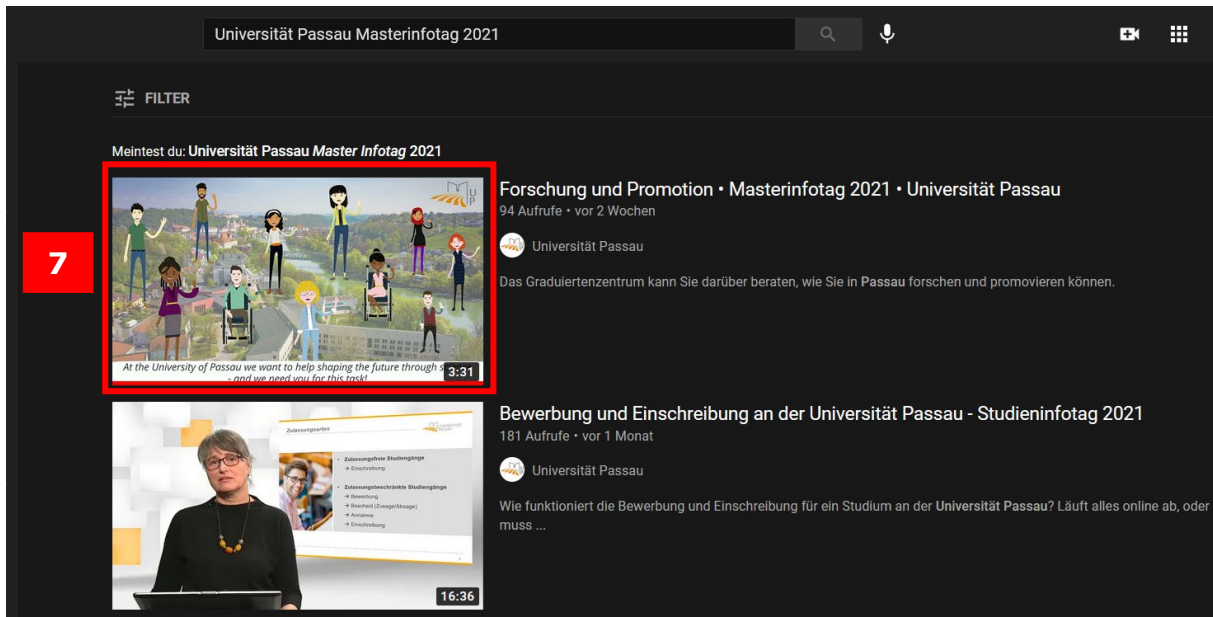 Universität Passau Masterinfotag 2021
FILTER
Meintest du: Universität Passau Master Infotag 2021
7
UP
At the University of Passau we want to help shaping the future through s
- and we need you for this task!
3:31
Forschung und Promotion • Masterinfotag 2021 • Universität Passau
94 Aufrufe • vor 2 Wochen
Universität Passau
Das Graduiertenzentrum kann Sie darüber beraten, wie Sie in Passau forschen und promovieren können.
Zulassungsarten
UNIVERSITÄT
PASSAU
• Zulassungsfreie Studiengänge
→ Einschreibung
• Zulassungsbeschränkte Studiengänge
→ Bewerbung
→ Bescheid (Zusage/Absage)
→ Annahme
→ Einschreibung
16:36
Bewerbung und Einschreibung an der Universität Passau - Studieninfotag 2021
181 Aufrufe • vor 1 Monat
Universität Passau
Wie funktioniert die Bewerbung und Einschreibung für ein Studium an der Universität Passau? Läuft alles online ab, oder
muss ...